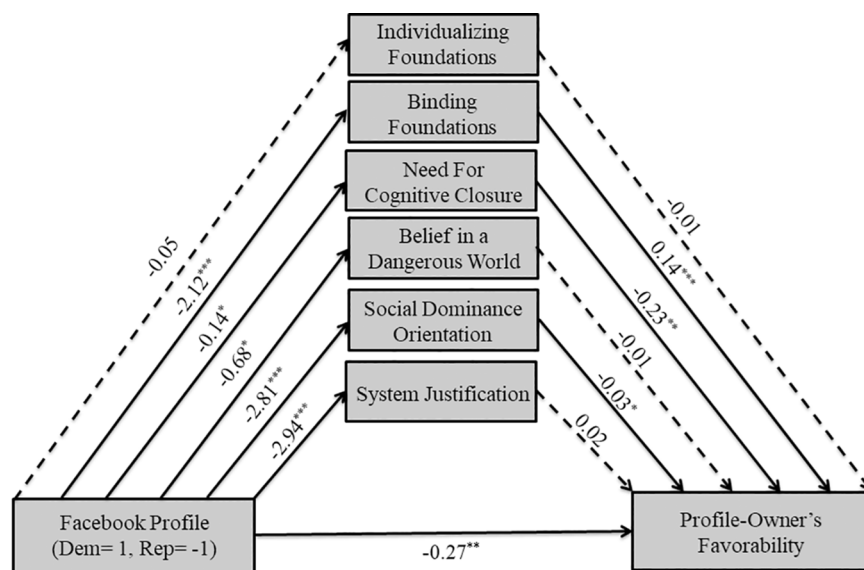 Individualizing
Foundations
Binding
Foundations
Need For
Cognitive Closure
Belief in a
Dangerous World
Social Dominance
Orientation
System Justification
-0.05
-2.12***
-0.14*
-0.68*
-2.81***
-2.94***
-0.01
0.14***
-0.23**
-0.01
-0.03*
0.02
Facebook Profile
(Dem= 1, Rep= -1)
-0.27**
Profile-Owner’s
Favorability